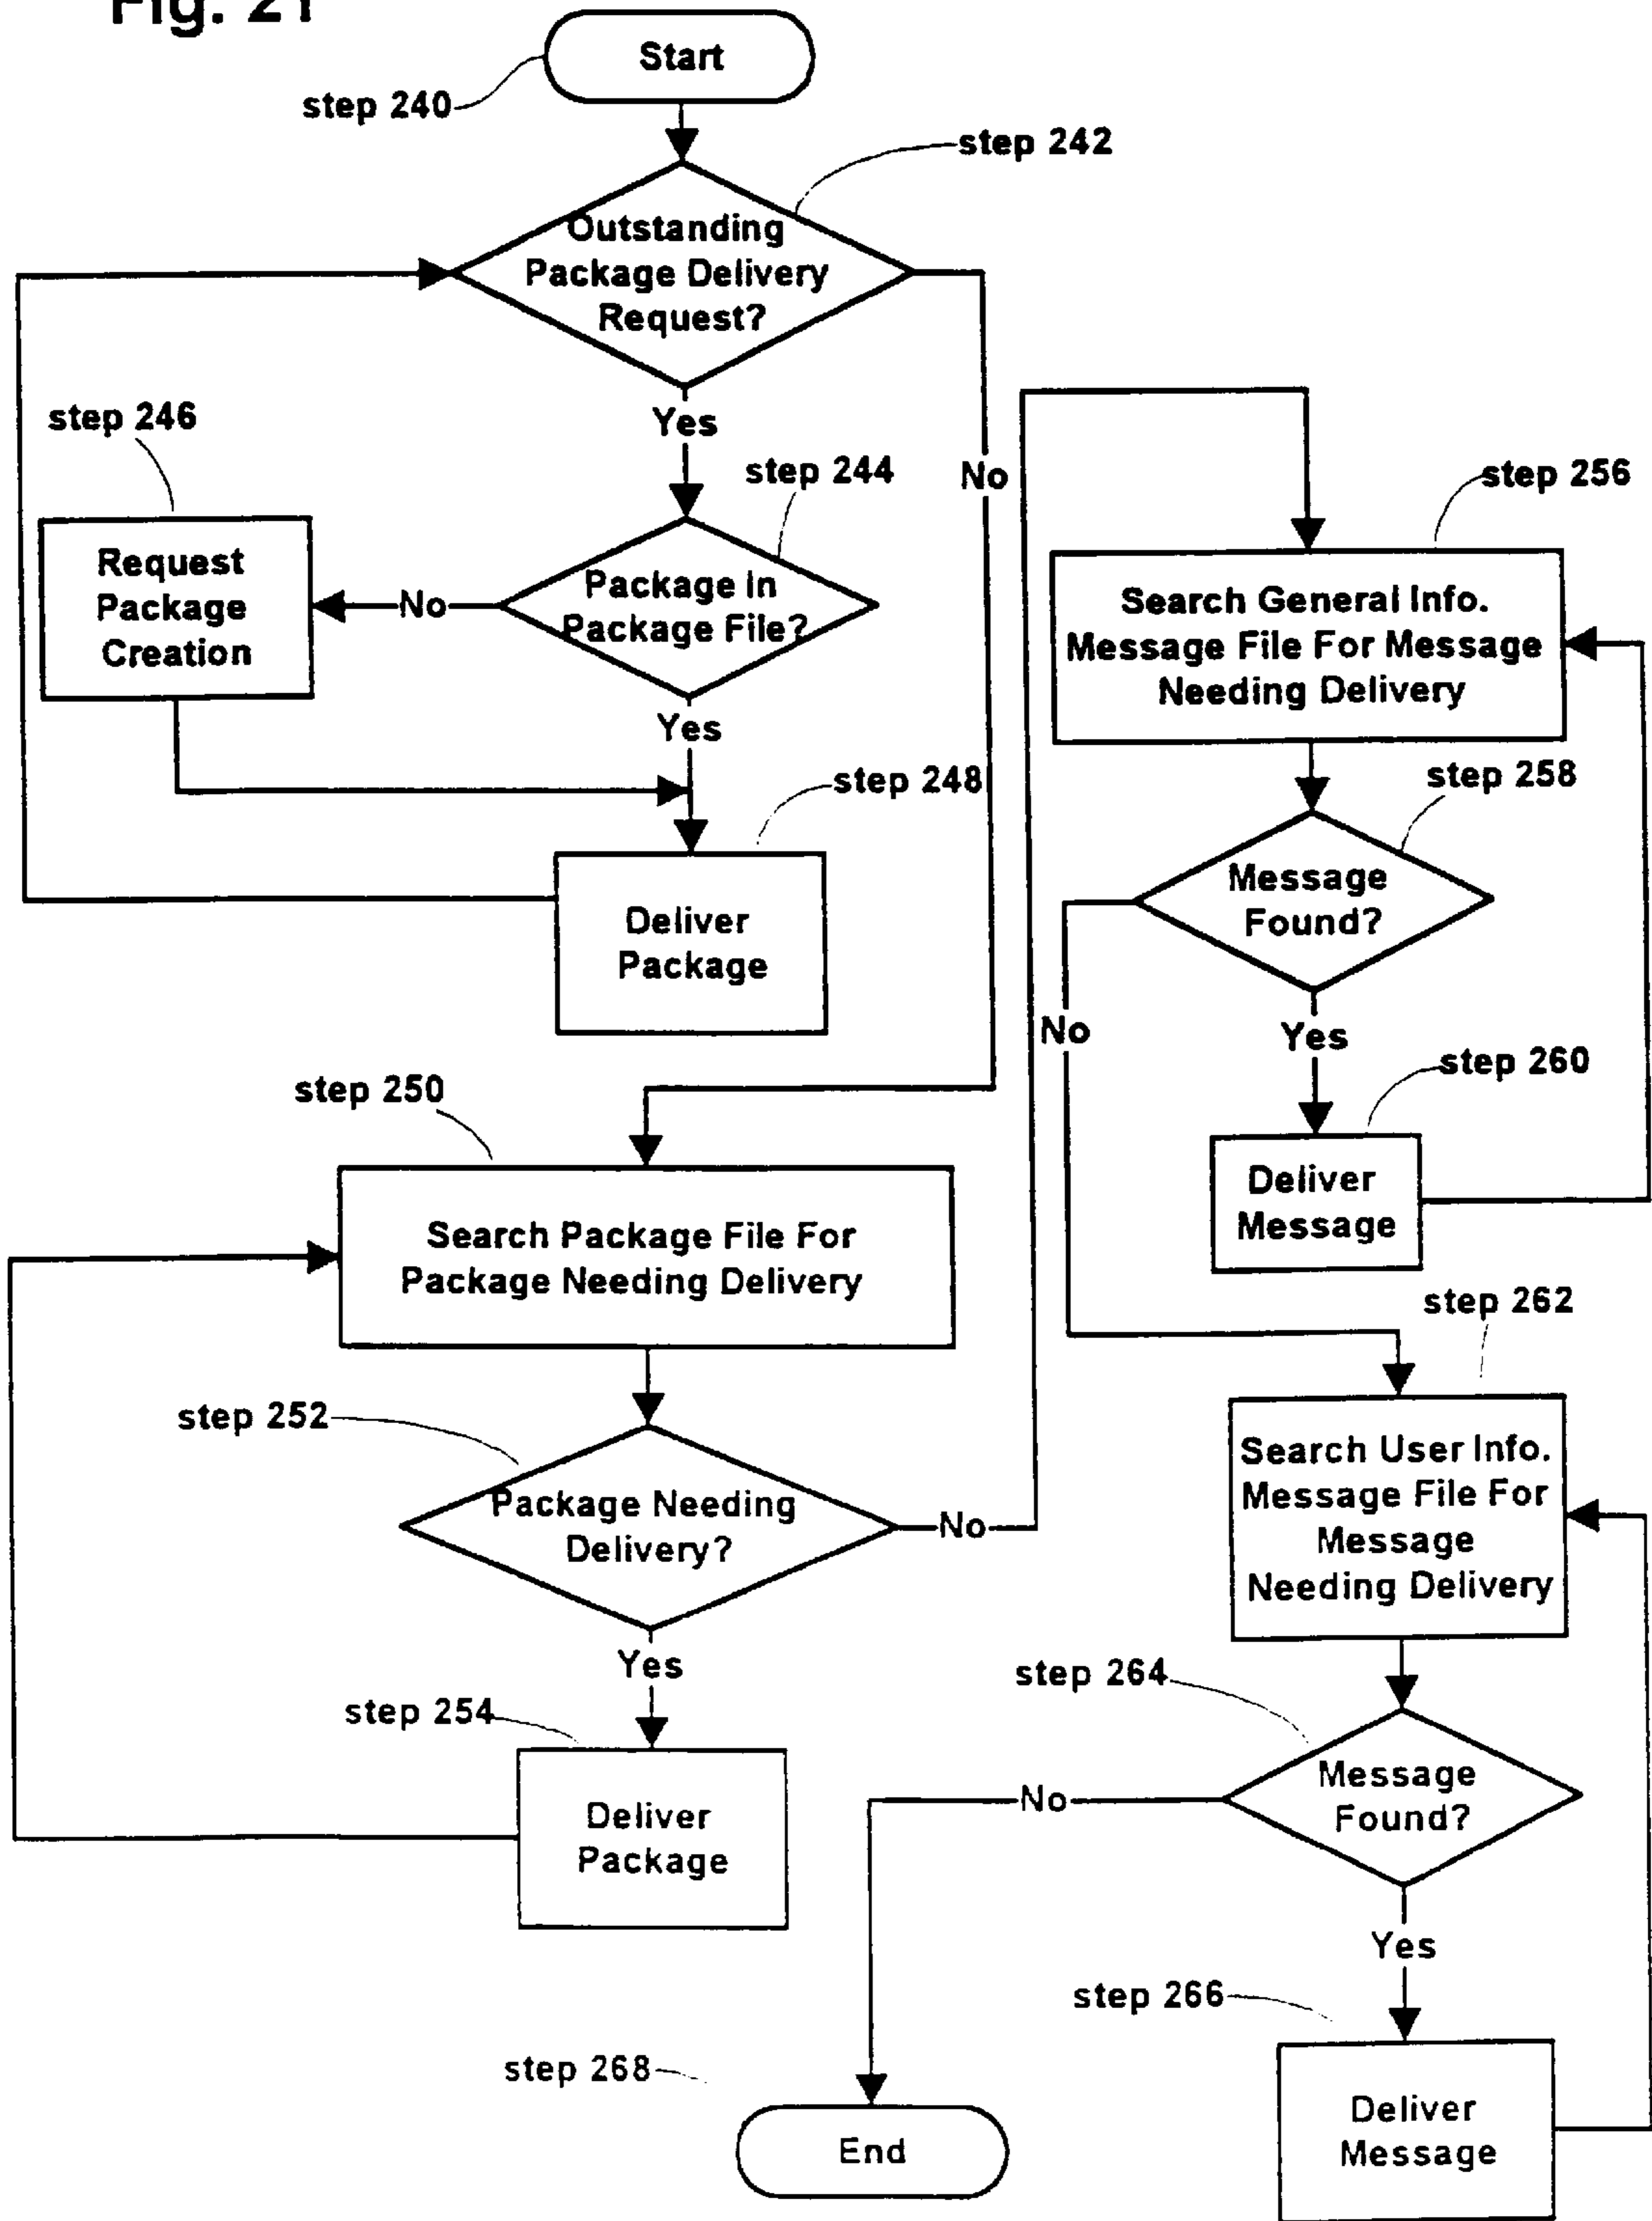 Fig. 21
Start
step 240
step 242
Outstanding
Package Delivery
Request?
Yes
No
step 246
step 244
Request
Package
Creation
No
Package in
Package File?
Yes
step 248
Deliver
Package
step 250
Search Package File For
Package Needing Delivery
step 252
Package Needing
Delivery?
No
Yes
step 254
Deliver
Package
step 256
Search General Info.
Message File For Message
Needing Delivery
step 258
Message
Found?
No
Yes
step 260
Deliver
Message
step 262
Search User Info.
Message File For
Message
Needing Delivery
step 264
Message
Found?
No
Yes
step 266
Deliver
Message
step 268
End